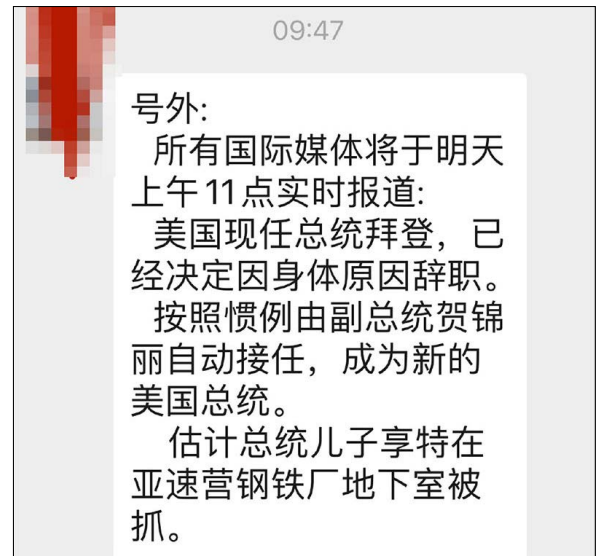 09:47
号外:
所有国际媒体将于明天
上午11点实时报道:
美国现任总统拜登，已
经决定因身体原因辞职。
按照惯例由副总统贺锦
丽自动接任，成为新的
美国总统。
估计总统儿子享特在
亚速营钢铁厂地下室被
抓。